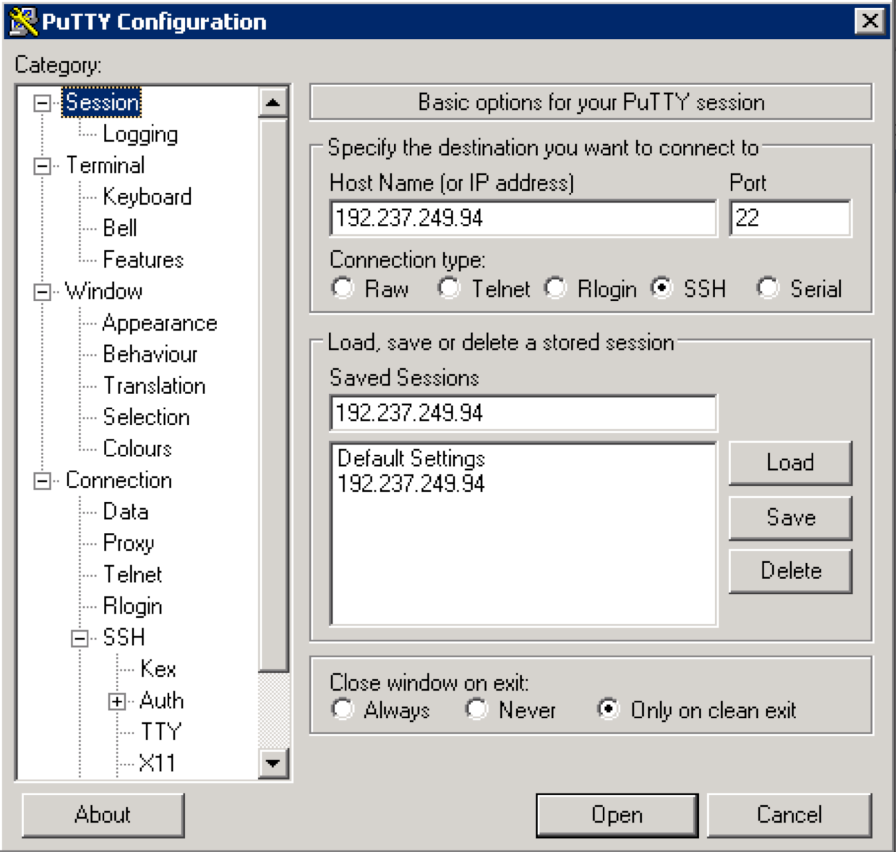 PuTTY Configuration
Category:
Session
Logging
Terminal
Keyboard
Bell
Features
Window
Appearance
Behaviour
Translation
Selection
Colours
Connection
Data
Proxy
Telnet
Rlogin
SSH
Kex
Auth
TTY
X11
Basic options for your PuTTY session
Specify the destination you want to connect to
Host Name (or IP address) Port
192.237.249.94 22
Connection type:
Raw Telnet Rlogin SSH Serial
Load, save or delete a stored session
Saved Sessions
192.237.249.94
Default Settings
192.237.249.94
Load
Save
Delete
Close window on exit:
Always Never Only on clean exit
About Open Cancel